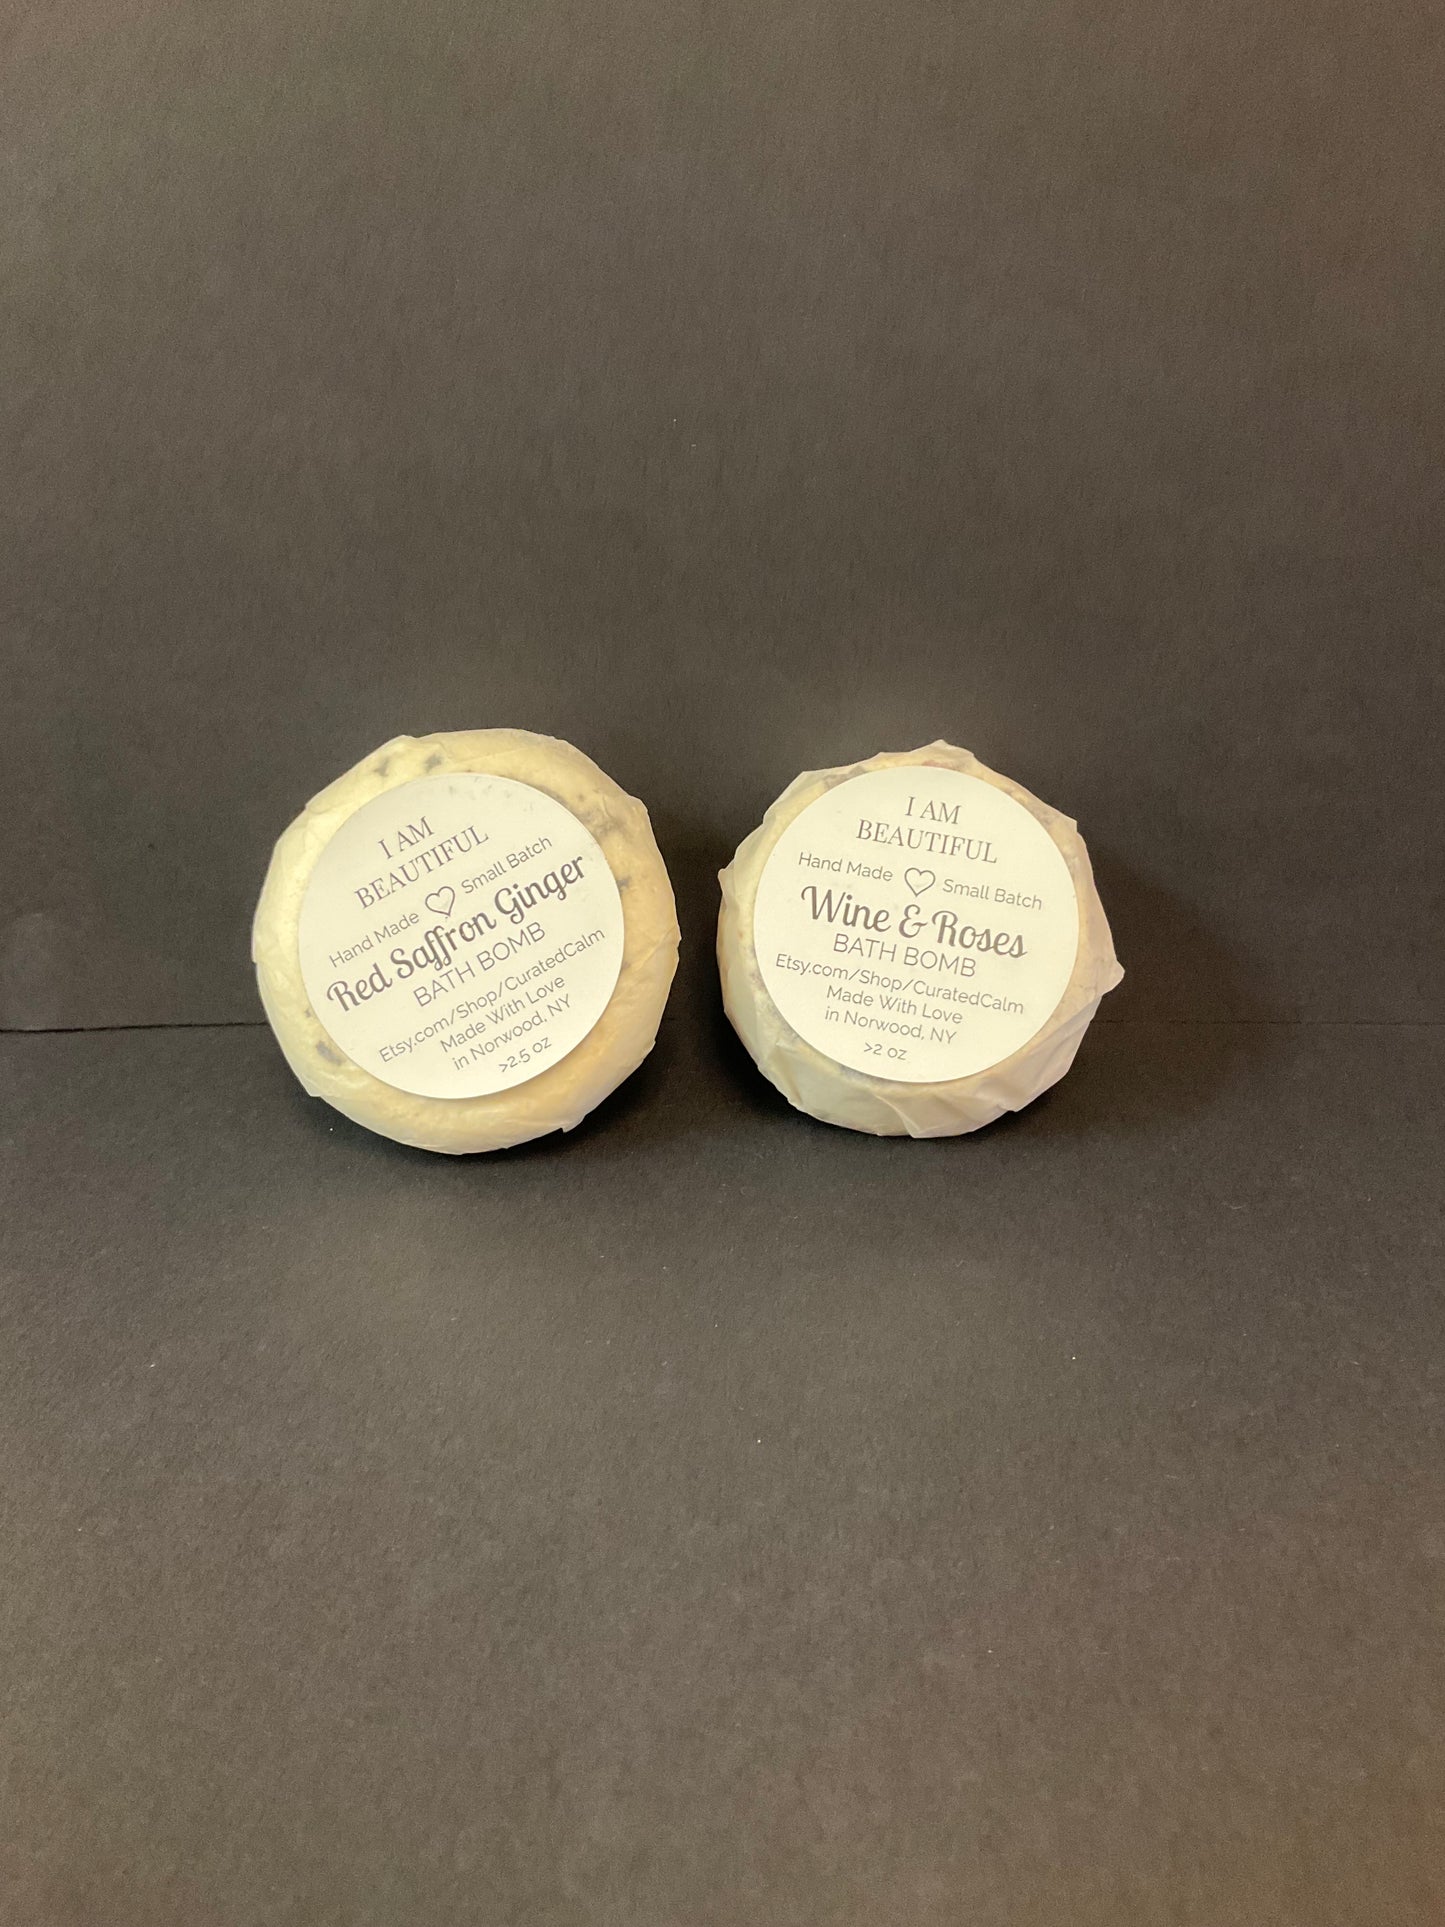 I AM
BEAUTIFUL
Hand Made Small Batch
Red Saffron Ginger
BATH BOMB
Etsy.com/Shop/CuratedCalm
Made With Love
in Norwood, NY
>2.5 oz
I AM
BEAUTIFUL
Hand Made Small Batch
Wine & Roses
BATH BOMB
Etsy.com/Shop/CuratedCalm
Made With Love
in Norwood, NY
>2 oz